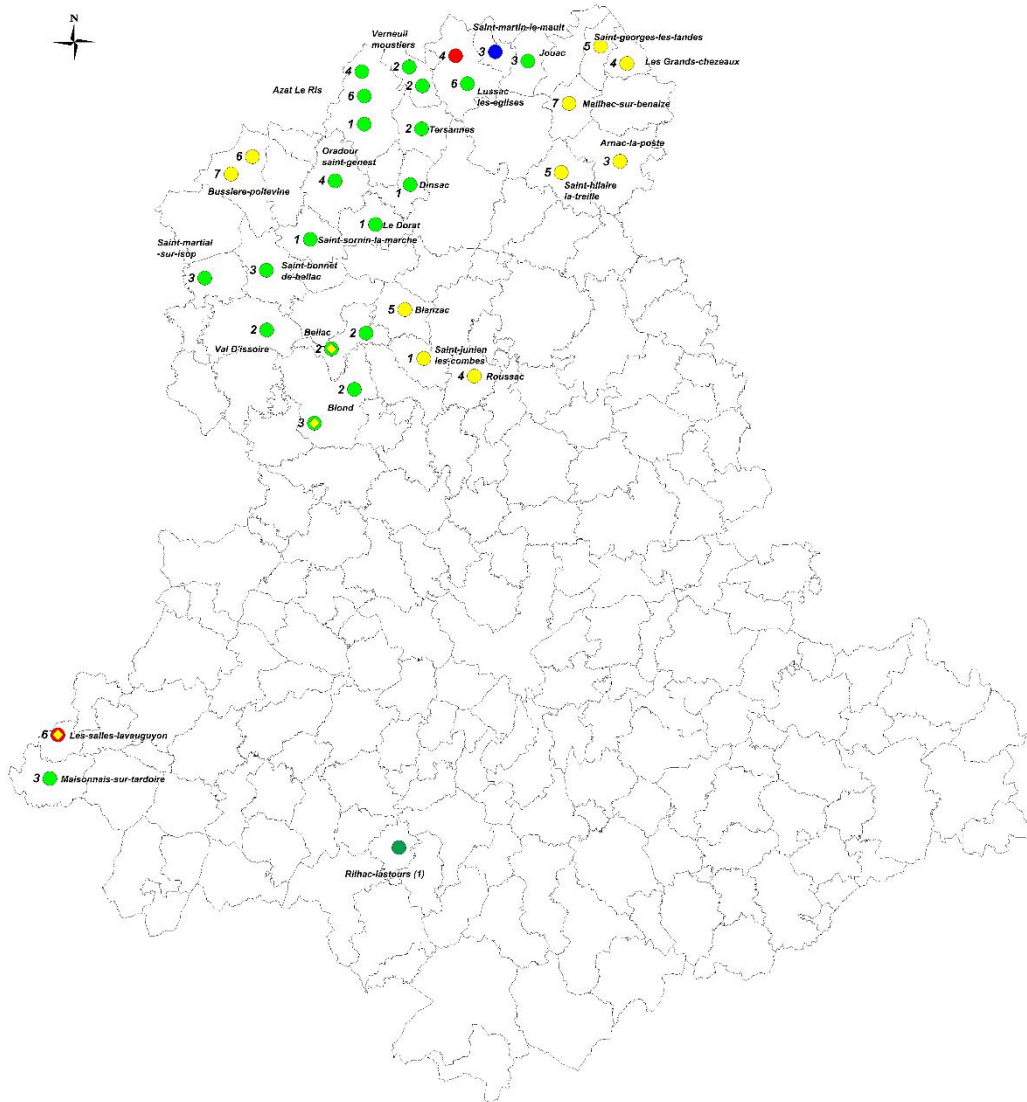 N
Saint-martin-le-mault
Verneuil
moustiers
Saint-georges-les-landes
5
4
3
Jouac
3
4
Les Grands-chezeaux
2
4
2
6
Lussac
les-eglises
Azat Le Ris
6
7
Mailhac-sur-benaize
1
2
Tersannes
Arnac-la-poste
3
Oradour
saint-genest
6
7
Bussiere-poitevine
4
1
Dinsac
5
Saint-hilaire
la-treille
1
Le Dorat
1
Saint-sornin-la-marche
Saint-martial
-sur-isop
3
3
Saint-bonnet
de-bellac
5
Blanzac
2
Val D'issoire
Bellac
2
2
1
Saint-junien
les-combes
4
Roussac
2
Blond
3
6
Les-salles-lavauguyon
3
Maisonnais-sur-tardoire
Rilhac-lastours (1)